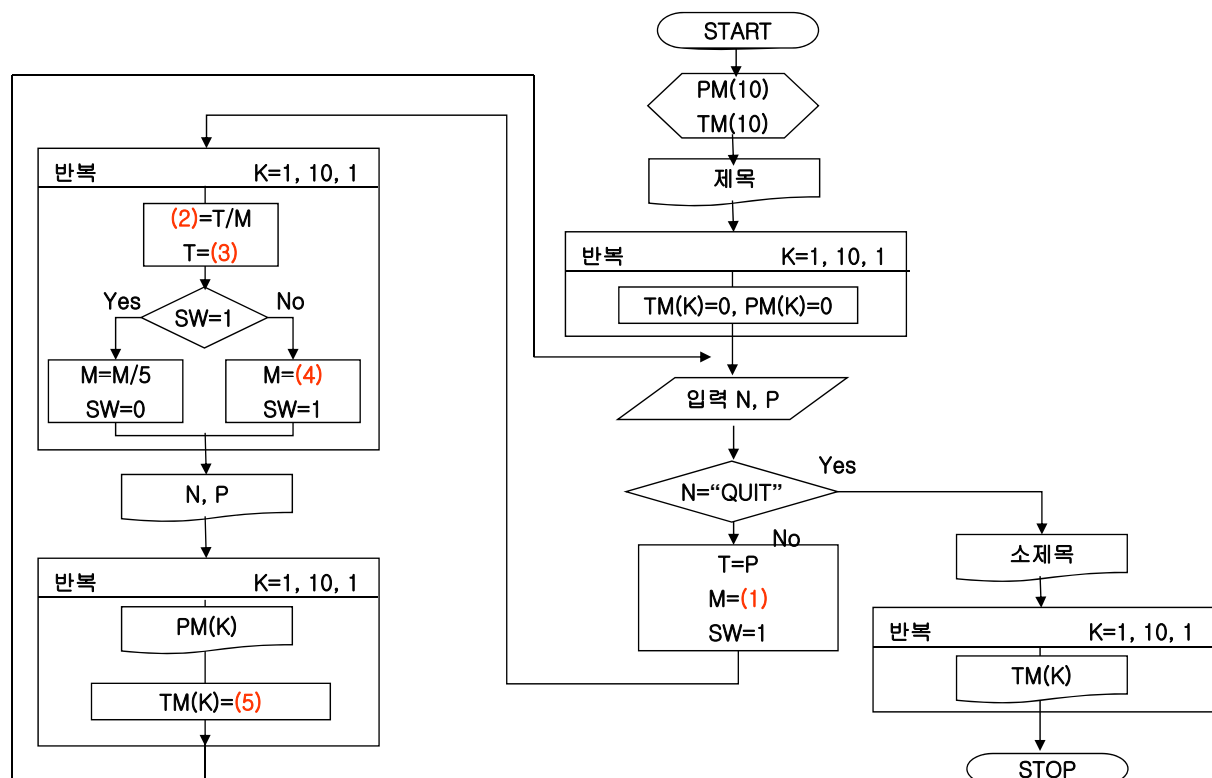 START
PM(10)
TM(10)
제목
반복 K=1, 10, 1
TM(K)=0, PM(K)=0
입력 N, P
N=“QUIT”
Yes
No
T=P
M=(1)
SW=1
반복 K=1, 10, 1
(2)=T/M
T=(3)
SW=1
Yes
No
M=M/5
SW=0
M=(4)
SW=1
N, P
반복 K=1, 10, 1
PM(K)
TM(K)=(5)
소제목
반복 K=1, 10, 1
TM(K)
STOP